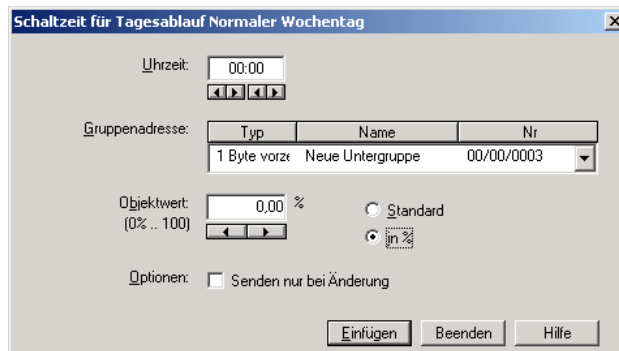 Schaltzeit für Tagesablauf Normaler Wochentag
Uhrzeit: 00:00
Gruppenadresse: Typ Name Nr
1 Byte vorze Neue Untergruppe 00/00/0003
Objektwert: 0,00 % Standard
(0% .. 100) in %
Optionen: Senden nur bei Änderung
Einfügen Beenden Hilfe